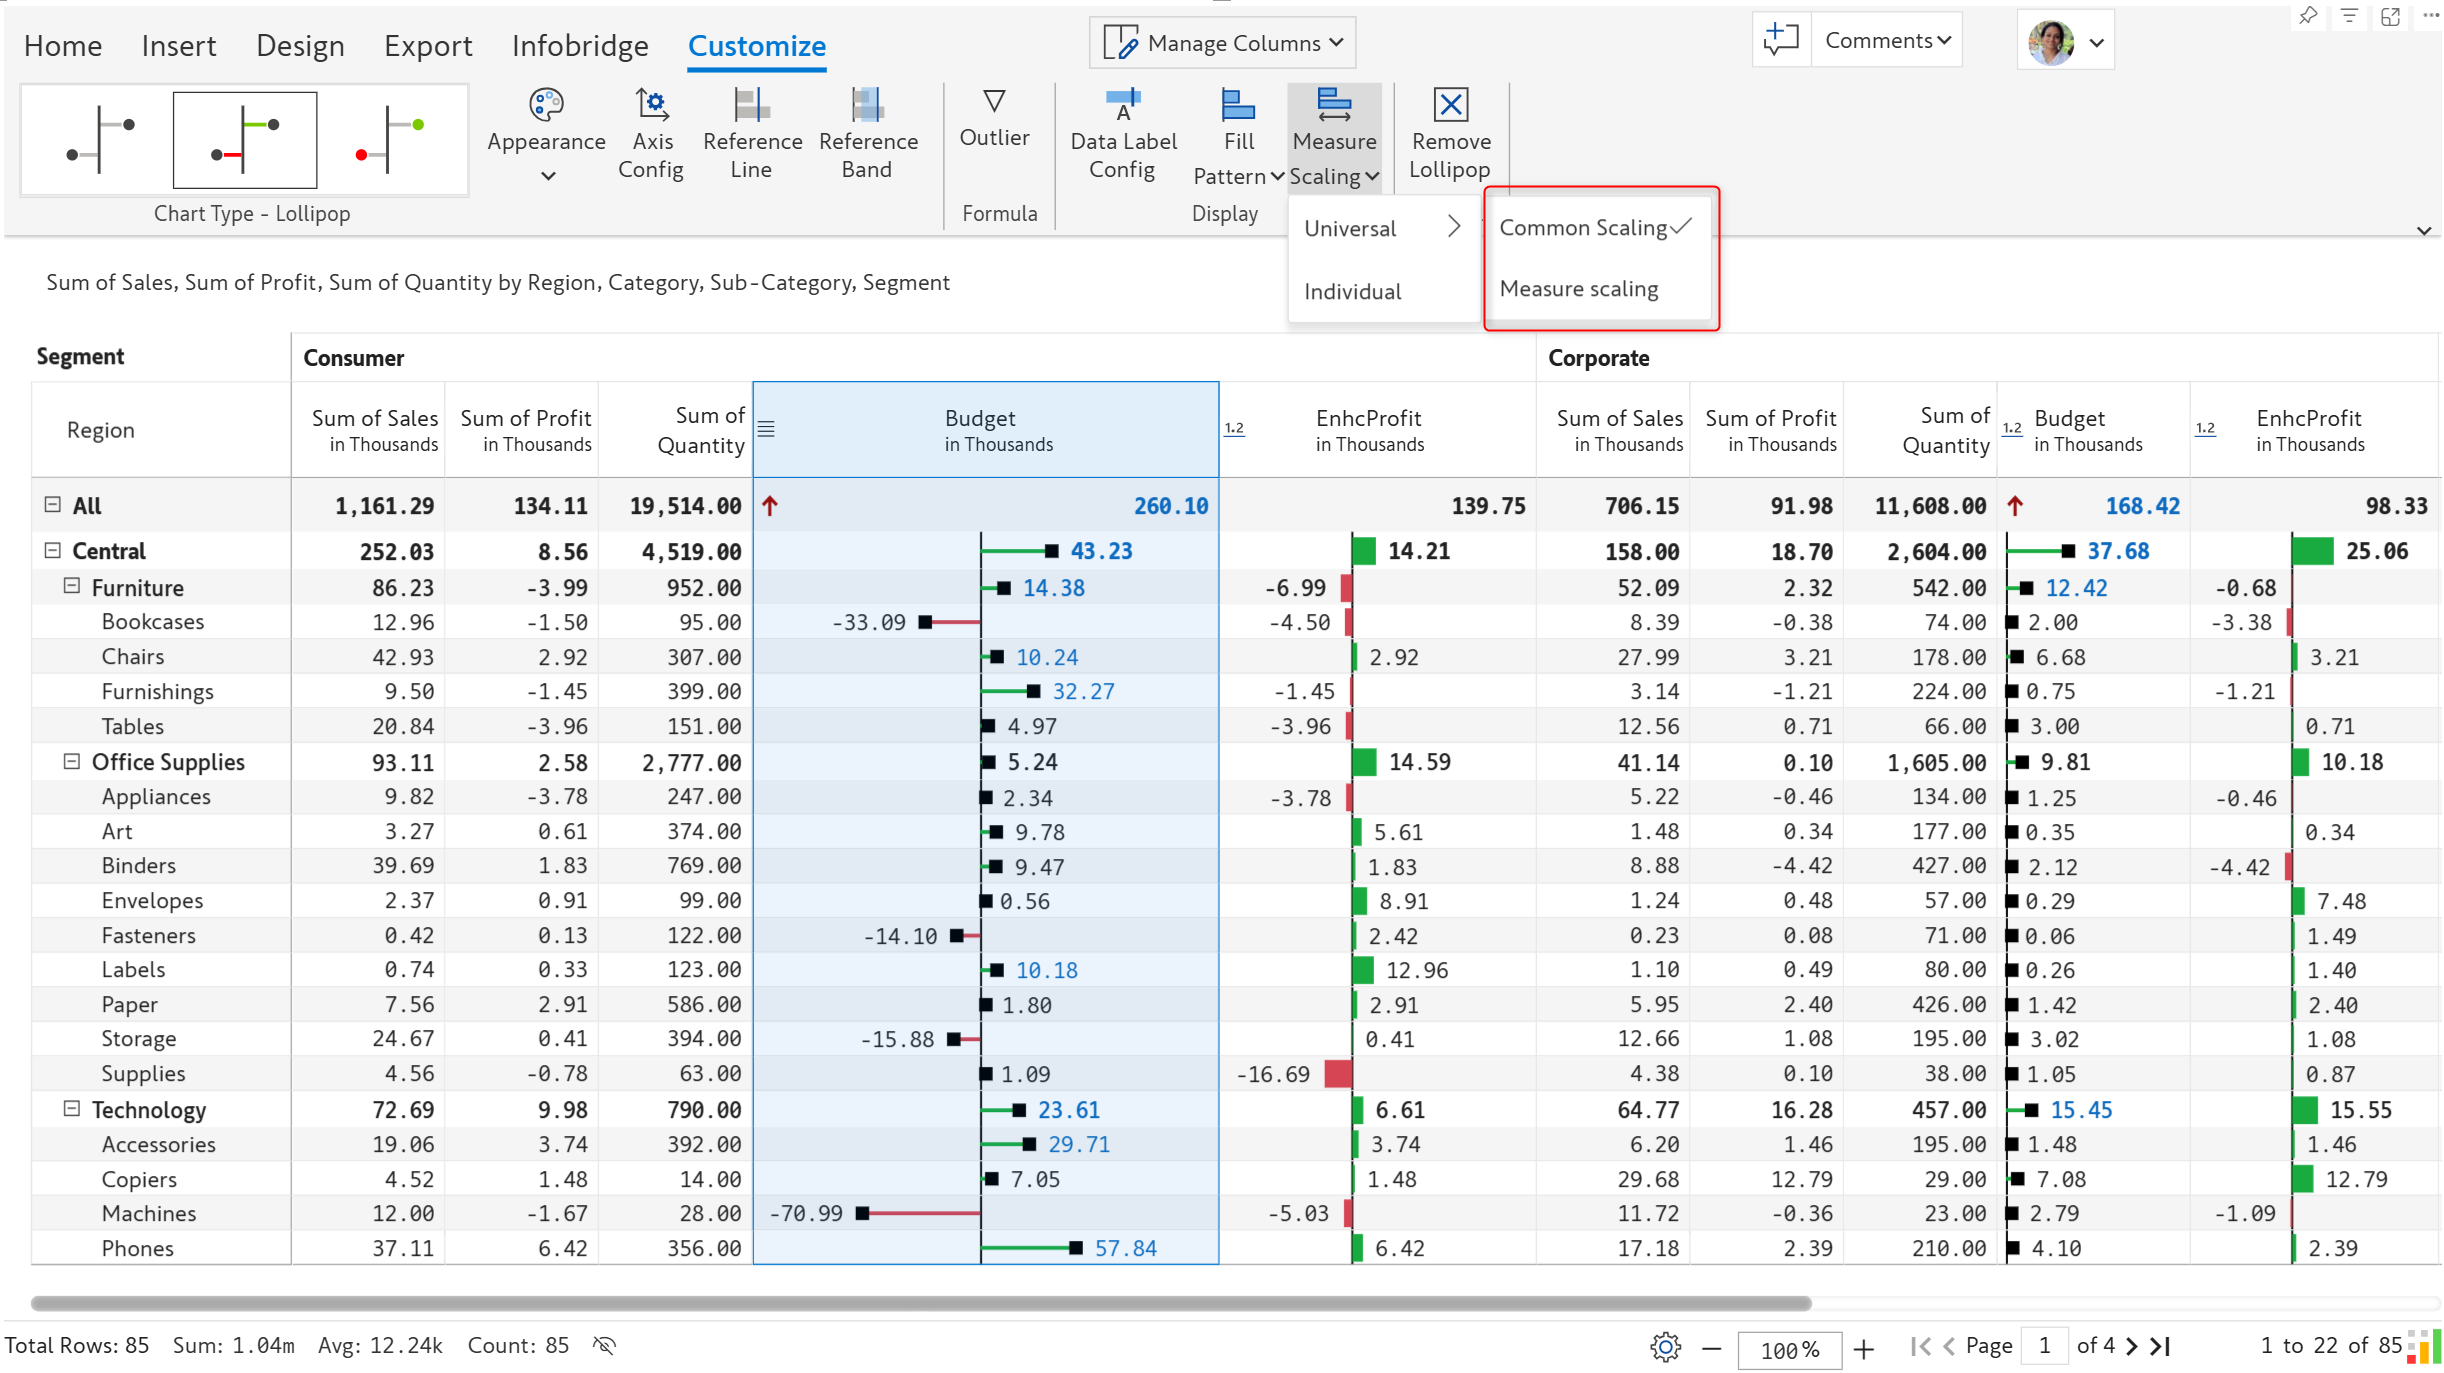 Home Insert Design Export Infobridge Customize Manage Columns Comments
Appearance Axis Config Reference Line Reference Band Outlier Data Label Config Fill Pattern Measure Scaling Remove Lollipop
Chart Type - Lollipop Formula Display
Universal Common Scaling
Individual Measure scaling
Sum of Sales, Sum of Profit, Sum of Quantity by Region, Category, Sub-Category, Segment
Segment Consumer Corporate
Region Sum of Sales in Thousands Sum of Profit in Thousands Sum of Quantity Budget in Thousands 1.2 EnhcProfit in Thousands Sum of Sales in Thousands Sum of Profit in Thousands Sum of Quantity 1.2 Budget in Thousands 1.2 EnhcProfit in Thousands
All 1,161.29 134.11 19,514.00 260.10 139.75 706.15 91.98 11,608.00 168.42 98.33
Central 252.03 8.56 4,519.00 43.23 14.21 158.00 18.70 2,604.00 37.68 25.06
Furniture 86.23 -3.99 952.00 14.38 -6.99 52.09 2.32 542.00 12.42 -0.68
Bookcases 12.96 -1.50 95.00 -33.09 -4.50 8.39 -0.38 74.00 2.00 -3.38
Chairs 42.93 2.92 307.00 10.24 2.92 27.99 3.21 178.00 6.68 3.21
Furnishings 9.50 -1.45 399.00 32.27 -1.45 3.14 -1.21 224.00 0.75 -1.21
Tables 20.84 -3.96 151.00 4.97 -3.96 12.56 0.71 66.00 3.00 0.71
Office Supplies 93.11 2.58 2,777.00 5.24 14.59 41.14 0.10 1,605.00 9.81 10.18
Appliances 9.82 -3.78 247.00 2.34 -3.78 5.22 -0.46 134.00 1.25 -0.46
Art 3.27 0.61 374.00 9.78 5.61 1.48 0.34 177.00 0.35 0.34
Binders 39.69 1.83 769.00 9.47 1.83 8.88 -4.42 427.00 2.12 -4.42
Envelopes 2.37 0.91 99.00 0.56 8.91 1.24 0.48 57.00 0.29 7.48
Fasteners 0.42 0.13 122.00 -14.10 2.42 0.23 0.08 71.00 0.06 1.49
Labels 0.74 0.33 123.00 10.18 12.96 1.10 0.49 80.00 0.26 1.40
Paper 7.56 2.91 586.00 1.80 2.91 5.95 2.40 426.00 1.42 2.40
Storage 24.67 0.41 394.00 -15.88 0.41 12.66 1.08 195.00 3.02 1.08
Supplies 4.56 -0.78 63.00 1.09 -16.69 4.38 0.10 38.00 1.05 0.87
Technology 72.69 9.98 790.00 23.61 6.61 64.77 16.28 457.00 15.45 15.55
Accessories 19.06 3.74 392.00 29.71 3.74 6.20 1.46 195.00 1.48 1.46
Copiers 4.52 1.48 14.00 7.05 1.48 29.68 12.79 29.00 7.08 12.79
Machines 12.00 -1.67 28.00 -70.99 -5.03 11.72 -0.36 23.00 2.79 -1.09
Phones 37.11 6.42 356.00 57.84 6.42 17.18 2.39 210.00 4.10 2.39
Total Rows: 85 Sum: 1.04m Avg: 12.24k Count: 85 100% Page 1 of 4 1 to 22 of 85